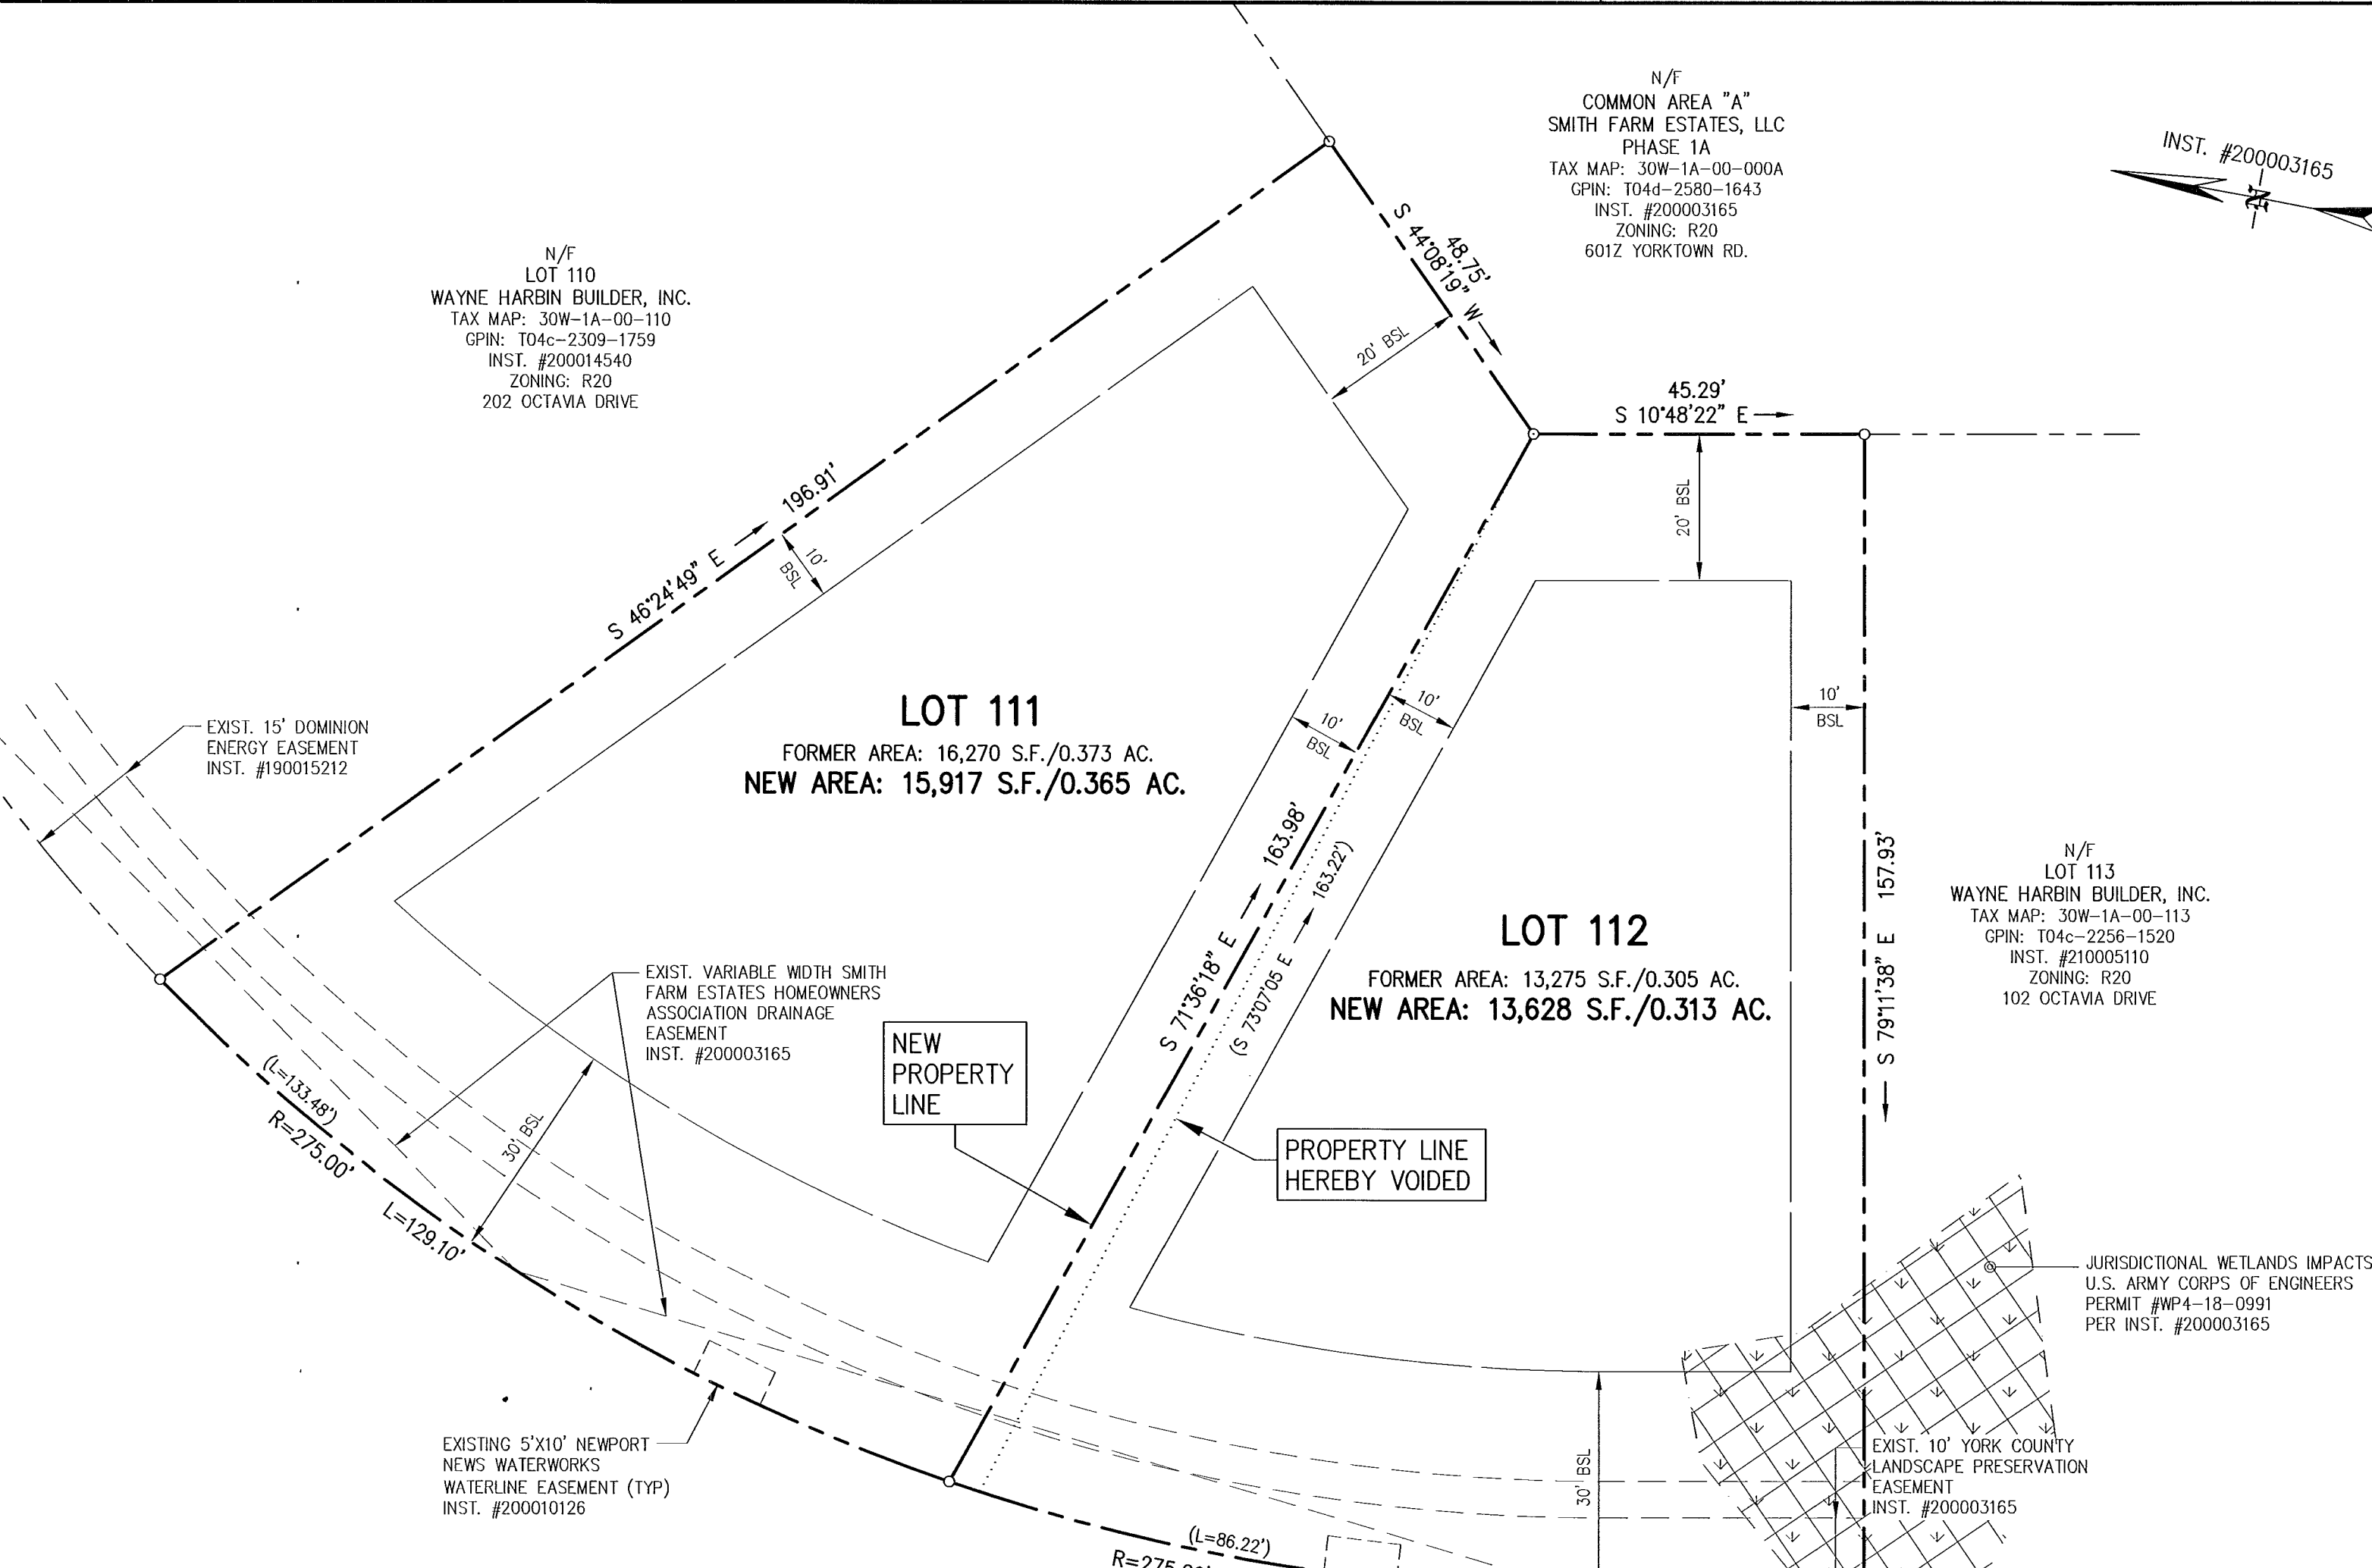 N/F
COMMON AREA "A"
SMITH FARM ESTATES, LLC
PHASE 1A
TAX MAP: 30W-1A-00-000A
GPIN: T04d-2580-1643
INST. #200003165
ZONING: R20
601Z YORKTOWN RD.
INST. #200003165
N
N/F
LOT 110
WAYNE HARBIN BUILDER, INC.
TAX MAP: 30W-1A-00-110
GPIN: T04c-2309-1759
INST. #200014540
ZONING: R20
202 OCTAVIA DRIVE
48.75'
S 44°08'19" W
20' BSL
45.29'
S 10°48'22" E
20' BSL
S 46°24'49" E 196.91'
10'
BSL
EXIST. 15' DOMINION
ENERGY EASEMENT
INST. #190015212
LOT 111
FORMER AREA: 16,270 S.F./0.373 AC.
NEW AREA: 15,917 S.F./0.365 AC.
10'
BSL
10'
BSL
10'
BSL
S 71°36'18" E 163.98'
(S 73°07'05 E 163.22')
S 79°11'38" E 157.93'
LOT 112
FORMER AREA: 13,275 S.F./0.305 AC.
NEW AREA: 13,628 S.F./0.313 AC.
N/F
LOT 113
WAYNE HARBIN BUILDER, INC.
TAX MAP: 30W-1A-00-113
GPIN: T04c-2256-1520
INST. #210005110
ZONING: R20
102 OCTAVIA DRIVE
EXIST. VARIABLE WIDTH SMITH
FARM ESTATES HOMEOWNERS
ASSOCIATION DRAINAGE
EASEMENT
INST. #200003165
NEW
PROPERTY
LINE
PROPERTY LINE
HEREBY VOIDED
(L=133.48')
R=275.00'
L=129.10'
30' BSL
JURISDICTIONAL WETLANDS IMPACTS
U.S. ARMY CORPS OF ENGINEERS
PERMIT #WP4-18-0991
PER INST. #200003165
EXISTING 5'X10' NEWPORT
NEWS WATERWORKS
WATERLINE EASEMENT (TYP)
INST. #200010126
30' BSL
EXIST. 10' YORK COUNTY
LANDSCAPE PRESERVATION
EASEMENT
INST. #200003165
(L=86.22')